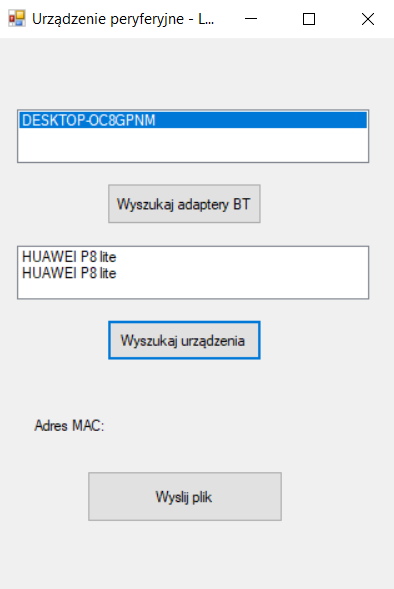 Urządzenie peryferyjne - L...
DESKTOP-OC8GPNM
Wyszukaj adaptery BT
HUAWEI P8 lite
HUAWEI P8 lite
Wyszukaj urządzenia
Adres MAC:
Wyslij plik